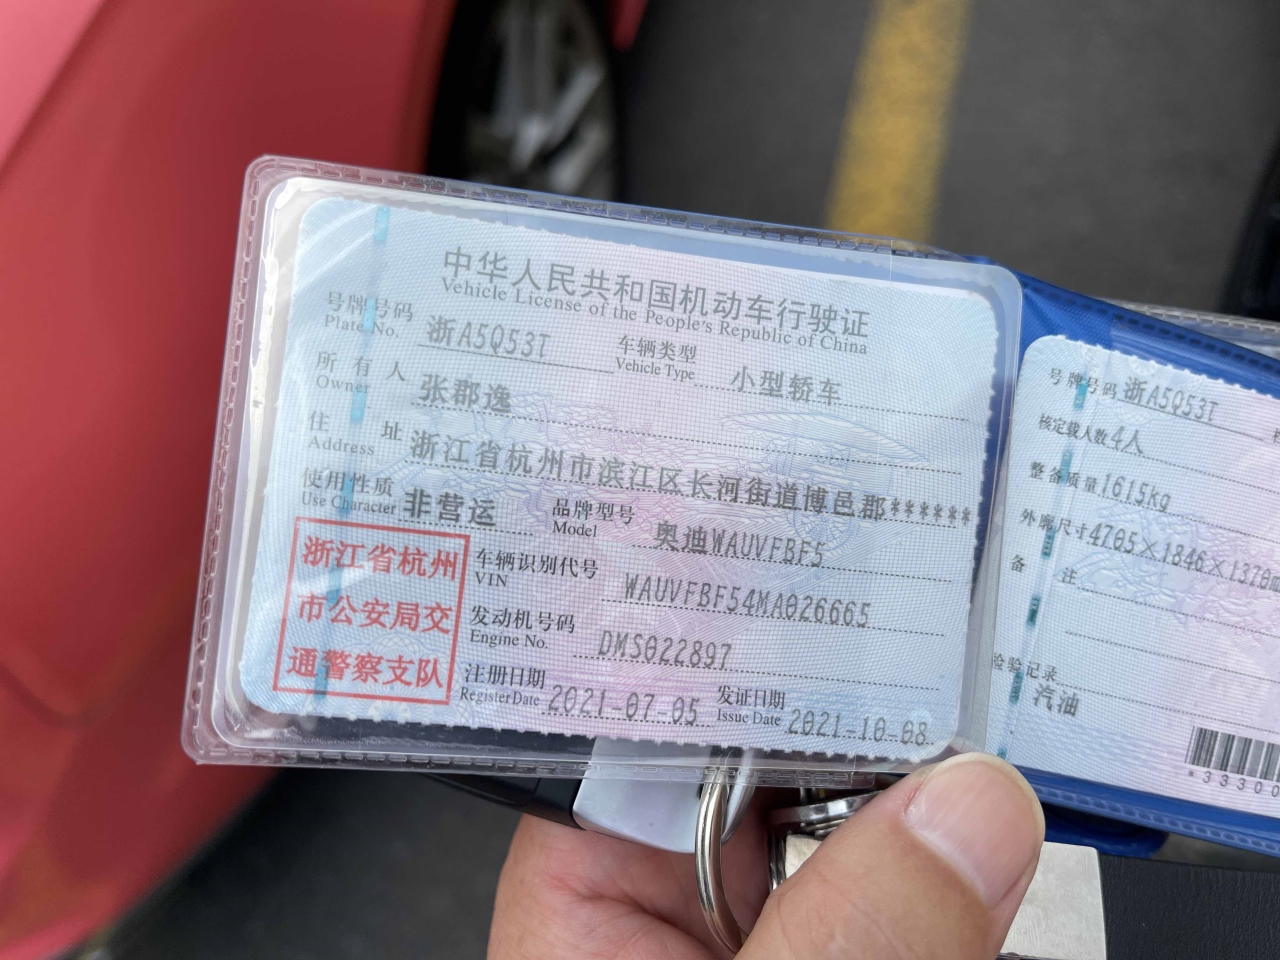 中华人民共和国机动车行驶证
Vehicle License of the People's Republic of China
号牌号码 浙A5Q53T 车辆类型 小型轿车
Plate No. Vehicle Type
所有人 张郡逸
Owner
住址 浙江省杭州市滨江区长河街道博邑郡******
Address
使用性质 非营运 品牌型号 奥迪WAUVFBF5
Use Character Model
浙江省杭州
市公安局交
通警察支队
车辆识别代号 WAUVFBF54MA026665
VIN
发动机号码 DMS022897
Engine No.
注册日期 2021-07-05 发证日期 2021-10-08
Register Date Issue Date
号牌号码 浙A5Q53T
核定载人数 4人
整备质量 1615kg
外廓尺寸 4765×1846×1370
备注
检验记录
汽油
*33300